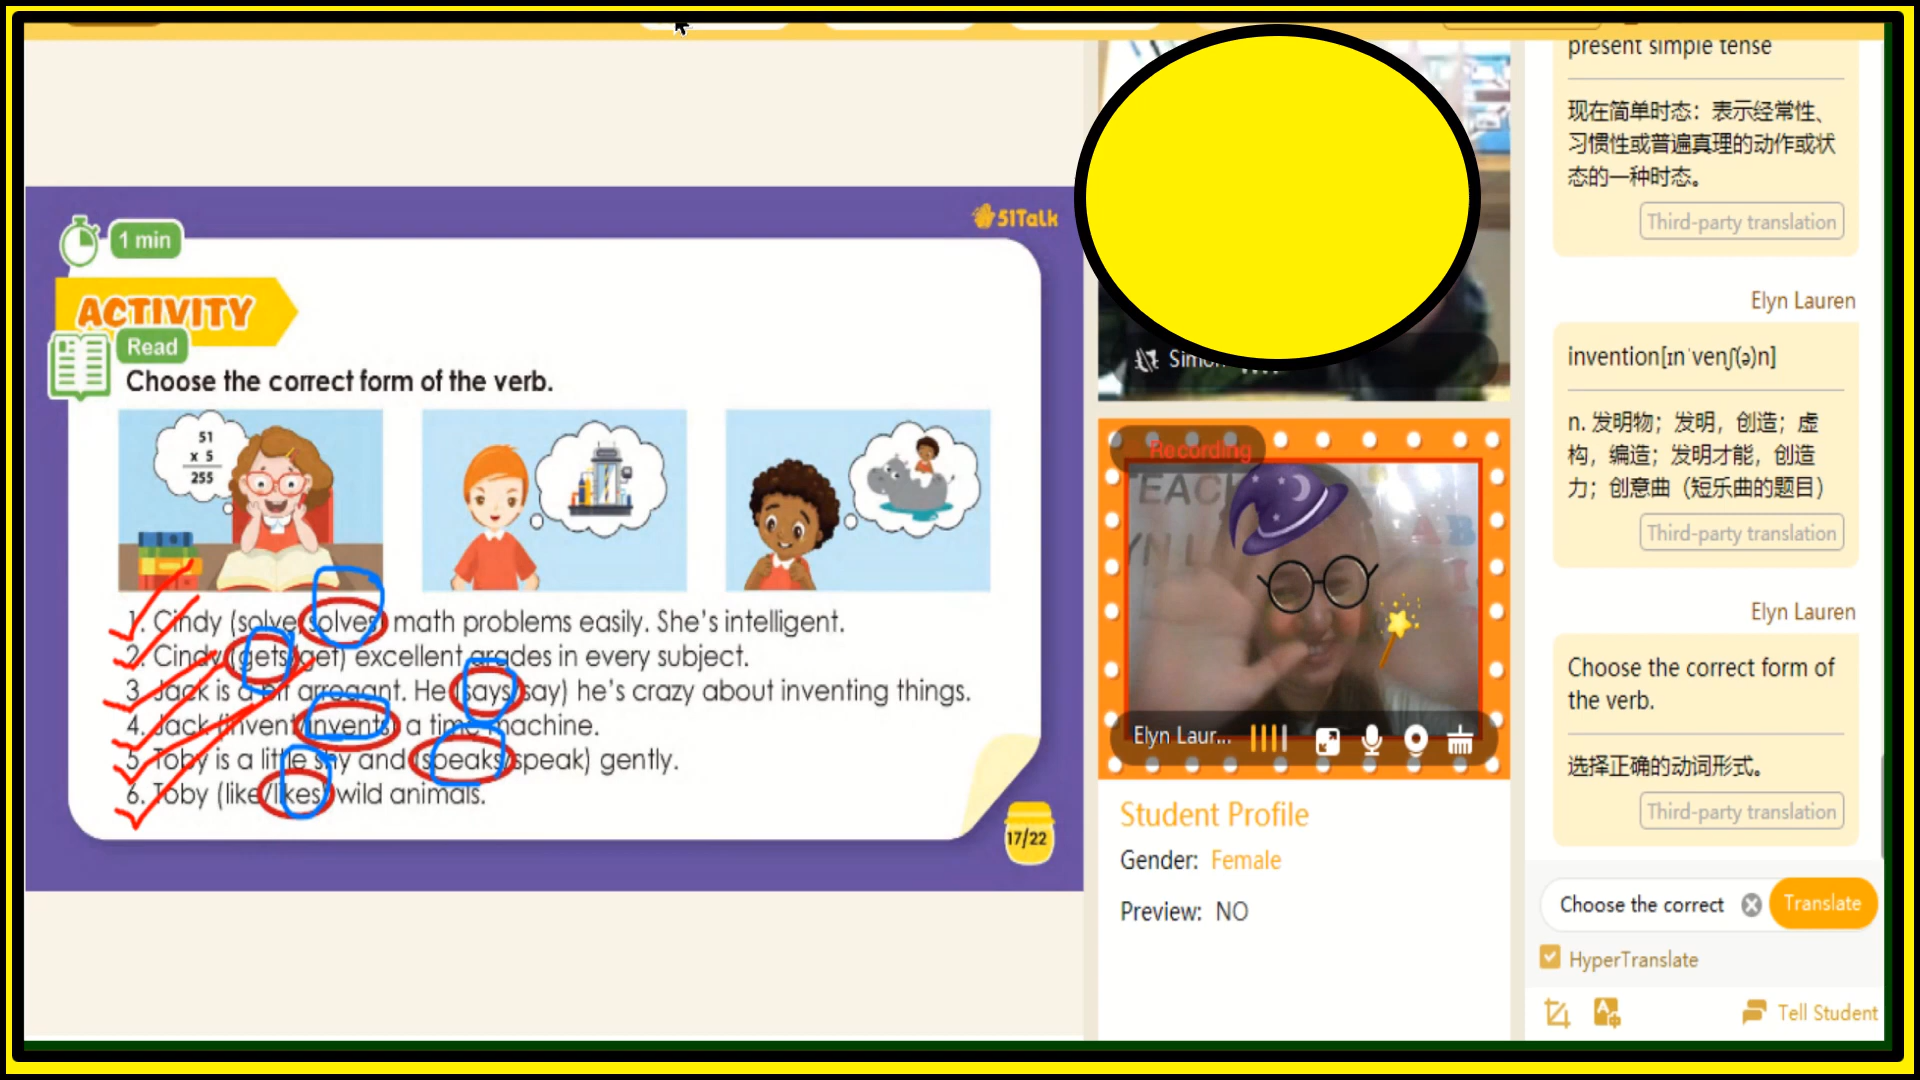 51Talk
1 min
ACTIVITY
Read
Choose the correct form of the verb.
51
x 5
255
1. Cindy (solve/solves) math problems easily. She's intelligent.
2. Cindy (gets/get) excellent grades in every subject.
3. Jack is a bit arrogant. He (says/say) he's crazy about inventing things.
4. Jack (invent/invents) a time machine.
5. Toby is a little shy and (speaks/speak) gently.
6. Toby (like/likes) wild animals.
17/22
Recording
Elyn Laur...
Student Profile
Gender: Female
Preview: NO
present simple tense
现在简单时态：表示经常性、
习惯性或普遍真理的动作或状
态的一种时态。
Third-party translation
Elyn Lauren
invention[ɪnˈvenʃ(ə)n]
n. 发明物；发明，创造；虚
构，编造；发明才能，创造
力；创意曲（短乐曲的题目）
Third-party translation
Elyn Lauren
Choose the correct form of
the verb.
选择正确的动词形式。
Third-party translation
Choose the correct
Translate
HyperTranslate
Tell Student